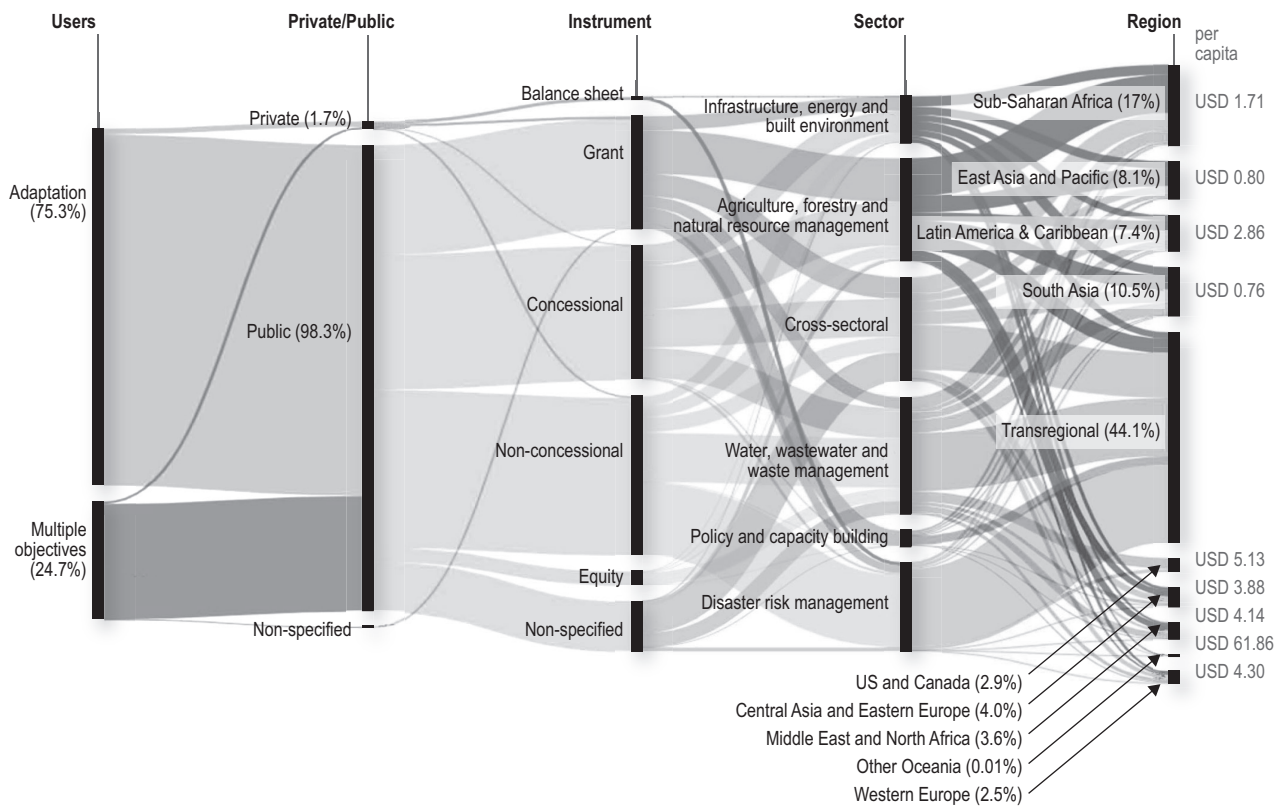 Users
Private/Public
Instrument
Sector
Region
per
capita
Adaptation
(75.3%)
Multiple
objectives
(24.7%)
Private (1.7%)
Public (98.3%)
Non-specified
Balance sheet
Grant
Concessional
Non-concessional
Equity
Non-specified
Infrastructure, energy and
built environment
Agriculture, forestry and
natural resource management
Cross-sectoral
Water, wastewater and
waste management
Policy and capacity building
Disaster risk management
Sub-Saharan Africa (17%)
East Asia and Pacific (8.1%)
Latin America & Caribbean (7.4%)
South Asia (10.5%)
Transregional (44.1%)
US and Canada (2.9%)
Central Asia and Eastern Europe (4.0%)
Middle East and North Africa (3.6%)
Other Oceania (0.01%)
Western Europe (2.5%)
USD 1.71
USD 0.80
USD 2.86
USD 0.76
USD 5.13
USD 3.88
USD 4.14
USD 61.86
USD 4.30